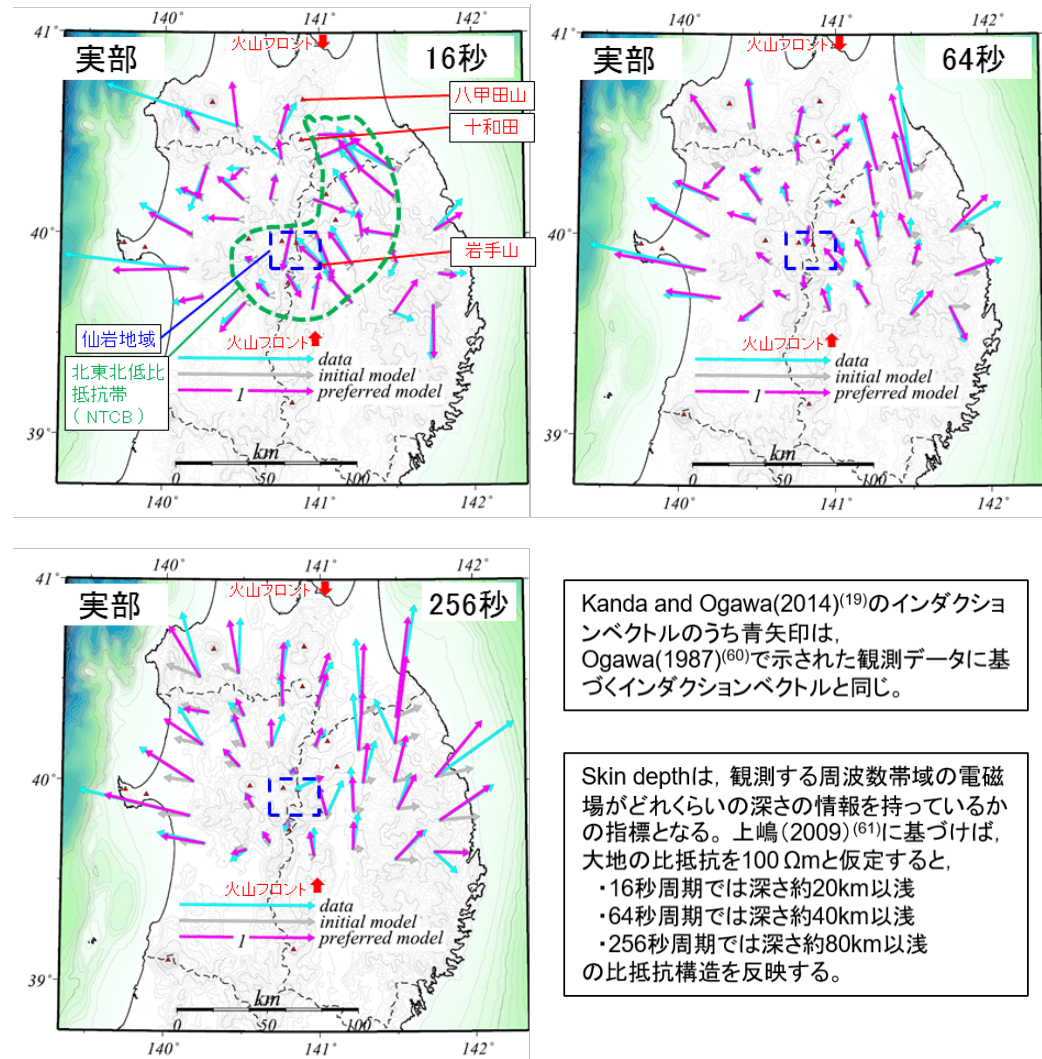 140°
141°
142°
41°
実部
火山フロント
16秒
八甲田山
十和田
40°
岩手山
仙岩地域
火山フロント
北東北低比
抵抗帯
(NTCB)
data
initial model
1 preferred model
39°
km
0 50 100
140° 141° 142°
140°
141°
142°
41°
実部
火山フロント
64秒
40°
火山フロント
data
initial model
1 preferred model
39°
km
0 50 100
140° 141° 142°
140°
141°
142°
41°
実部
火山フロント
256秒
40°
火山フロント
data
initial model
1 preferred model
39°
km
0 50 100
140° 141° 142°
Kanda and Ogawa(2014)(19)のインダクショ
ンベクトルのうち青矢印は,
Ogawa(1987)(60)で示された観測データに基
づくインダクションベクトルと同じ。
Skin depthは,観測する周波数帯域の電磁
場がどれくらいの深さの情報を持っているか
の指標となる。上嶋(2009)(61)に基づけば,
大地の比抵抗を100 Ωmと仮定すると,
・16秒周期では深さ約20km以浅
・64秒周期では深さ約40km以浅
・256秒周期では深さ約80km以浅
の比抵抗構造を反映する。